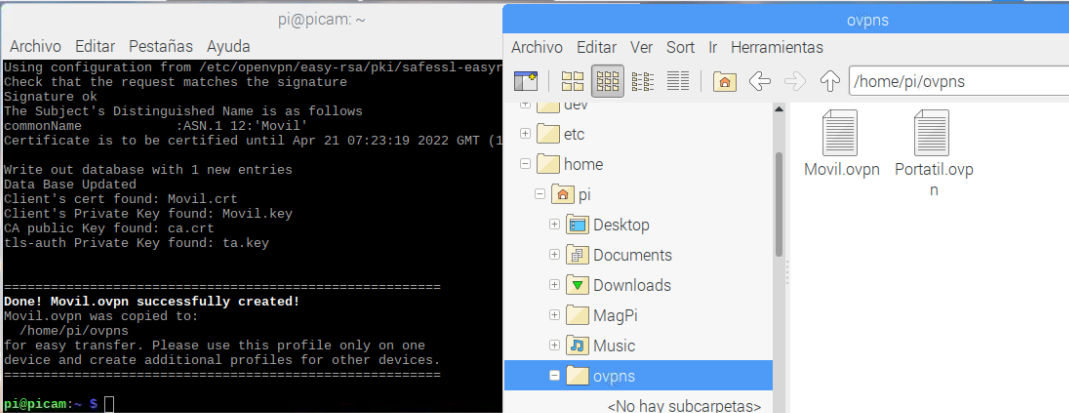 pi@picam: ~
Archivo Editar Pestañas Ayuda
Using configuration from /etc/openvpn/easy-rsa/pki/safessl-easyr
Check that the request matches the signature
Signature ok
The Subject's Distinguished Name is as follows
commonName            :ASN.1 12:'Movil'
Certificate is to be certified until Apr 21 07:23:19 2022 GMT (1
Write out database with 1 new entries
Data Base Updated
Client's cert found: Movil.crt
Client's Private Key found: Movil.key
CA public Key found: ca.crt
tls-auth Private Key found: ta.key
========================================================
Done! Movil.ovpn successfully created!
Movil.ovpn was copied to:
  /home/pi/ovpns
for easy transfer. Please use this profile only on one
device and create additional profiles for other devices.
========================================================
pi@picam:~ $
ovpns
Archivo Editar Ver Sort Ir Herramientas
/home/pi/ovpns
dev
etc
home
pi
Desktop
Documents
Downloads
MagPi
Music
ovpns
<No hay subcarpetas>
Movil.ovpn
Portatil.ovp
n